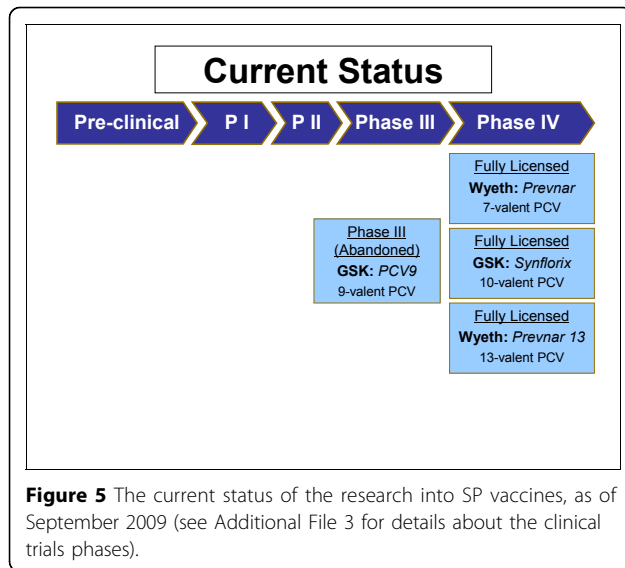 Current Status
Pre-clinical P I P II Phase III Phase IV
Fully Licensed
Wyeth: Prevnar
7-valent PCV
Phase III
(Abandoned)
GSK: PCV9
9-valent PCV
Fully Licensed
GSK: Synflorix
10-valent PCV
Fully Licensed
Wyeth: Prevnar 13
13-valent PCV
Figure 5 The current status of the research into SP vaccines, as of
September 2009 (see Additional File 3 for details about the clinical
trials phases).